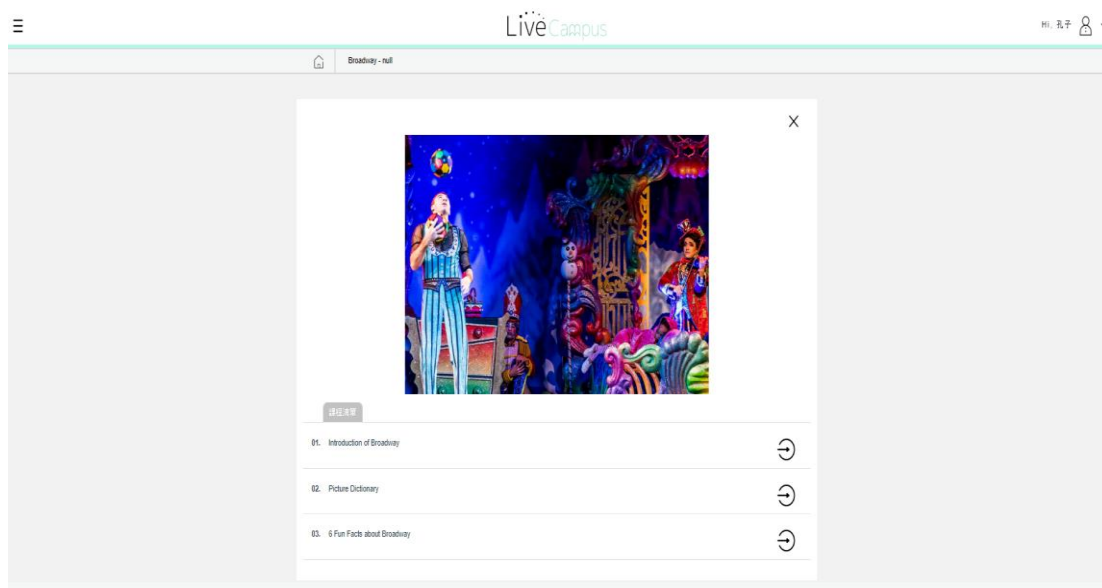 LiveCampus
Hi, 孔子
Broadway - null
X
課程清單
01. Introduction of Broadway
02. Picture Dictionary
03. 6 Fun Facts about Broadway